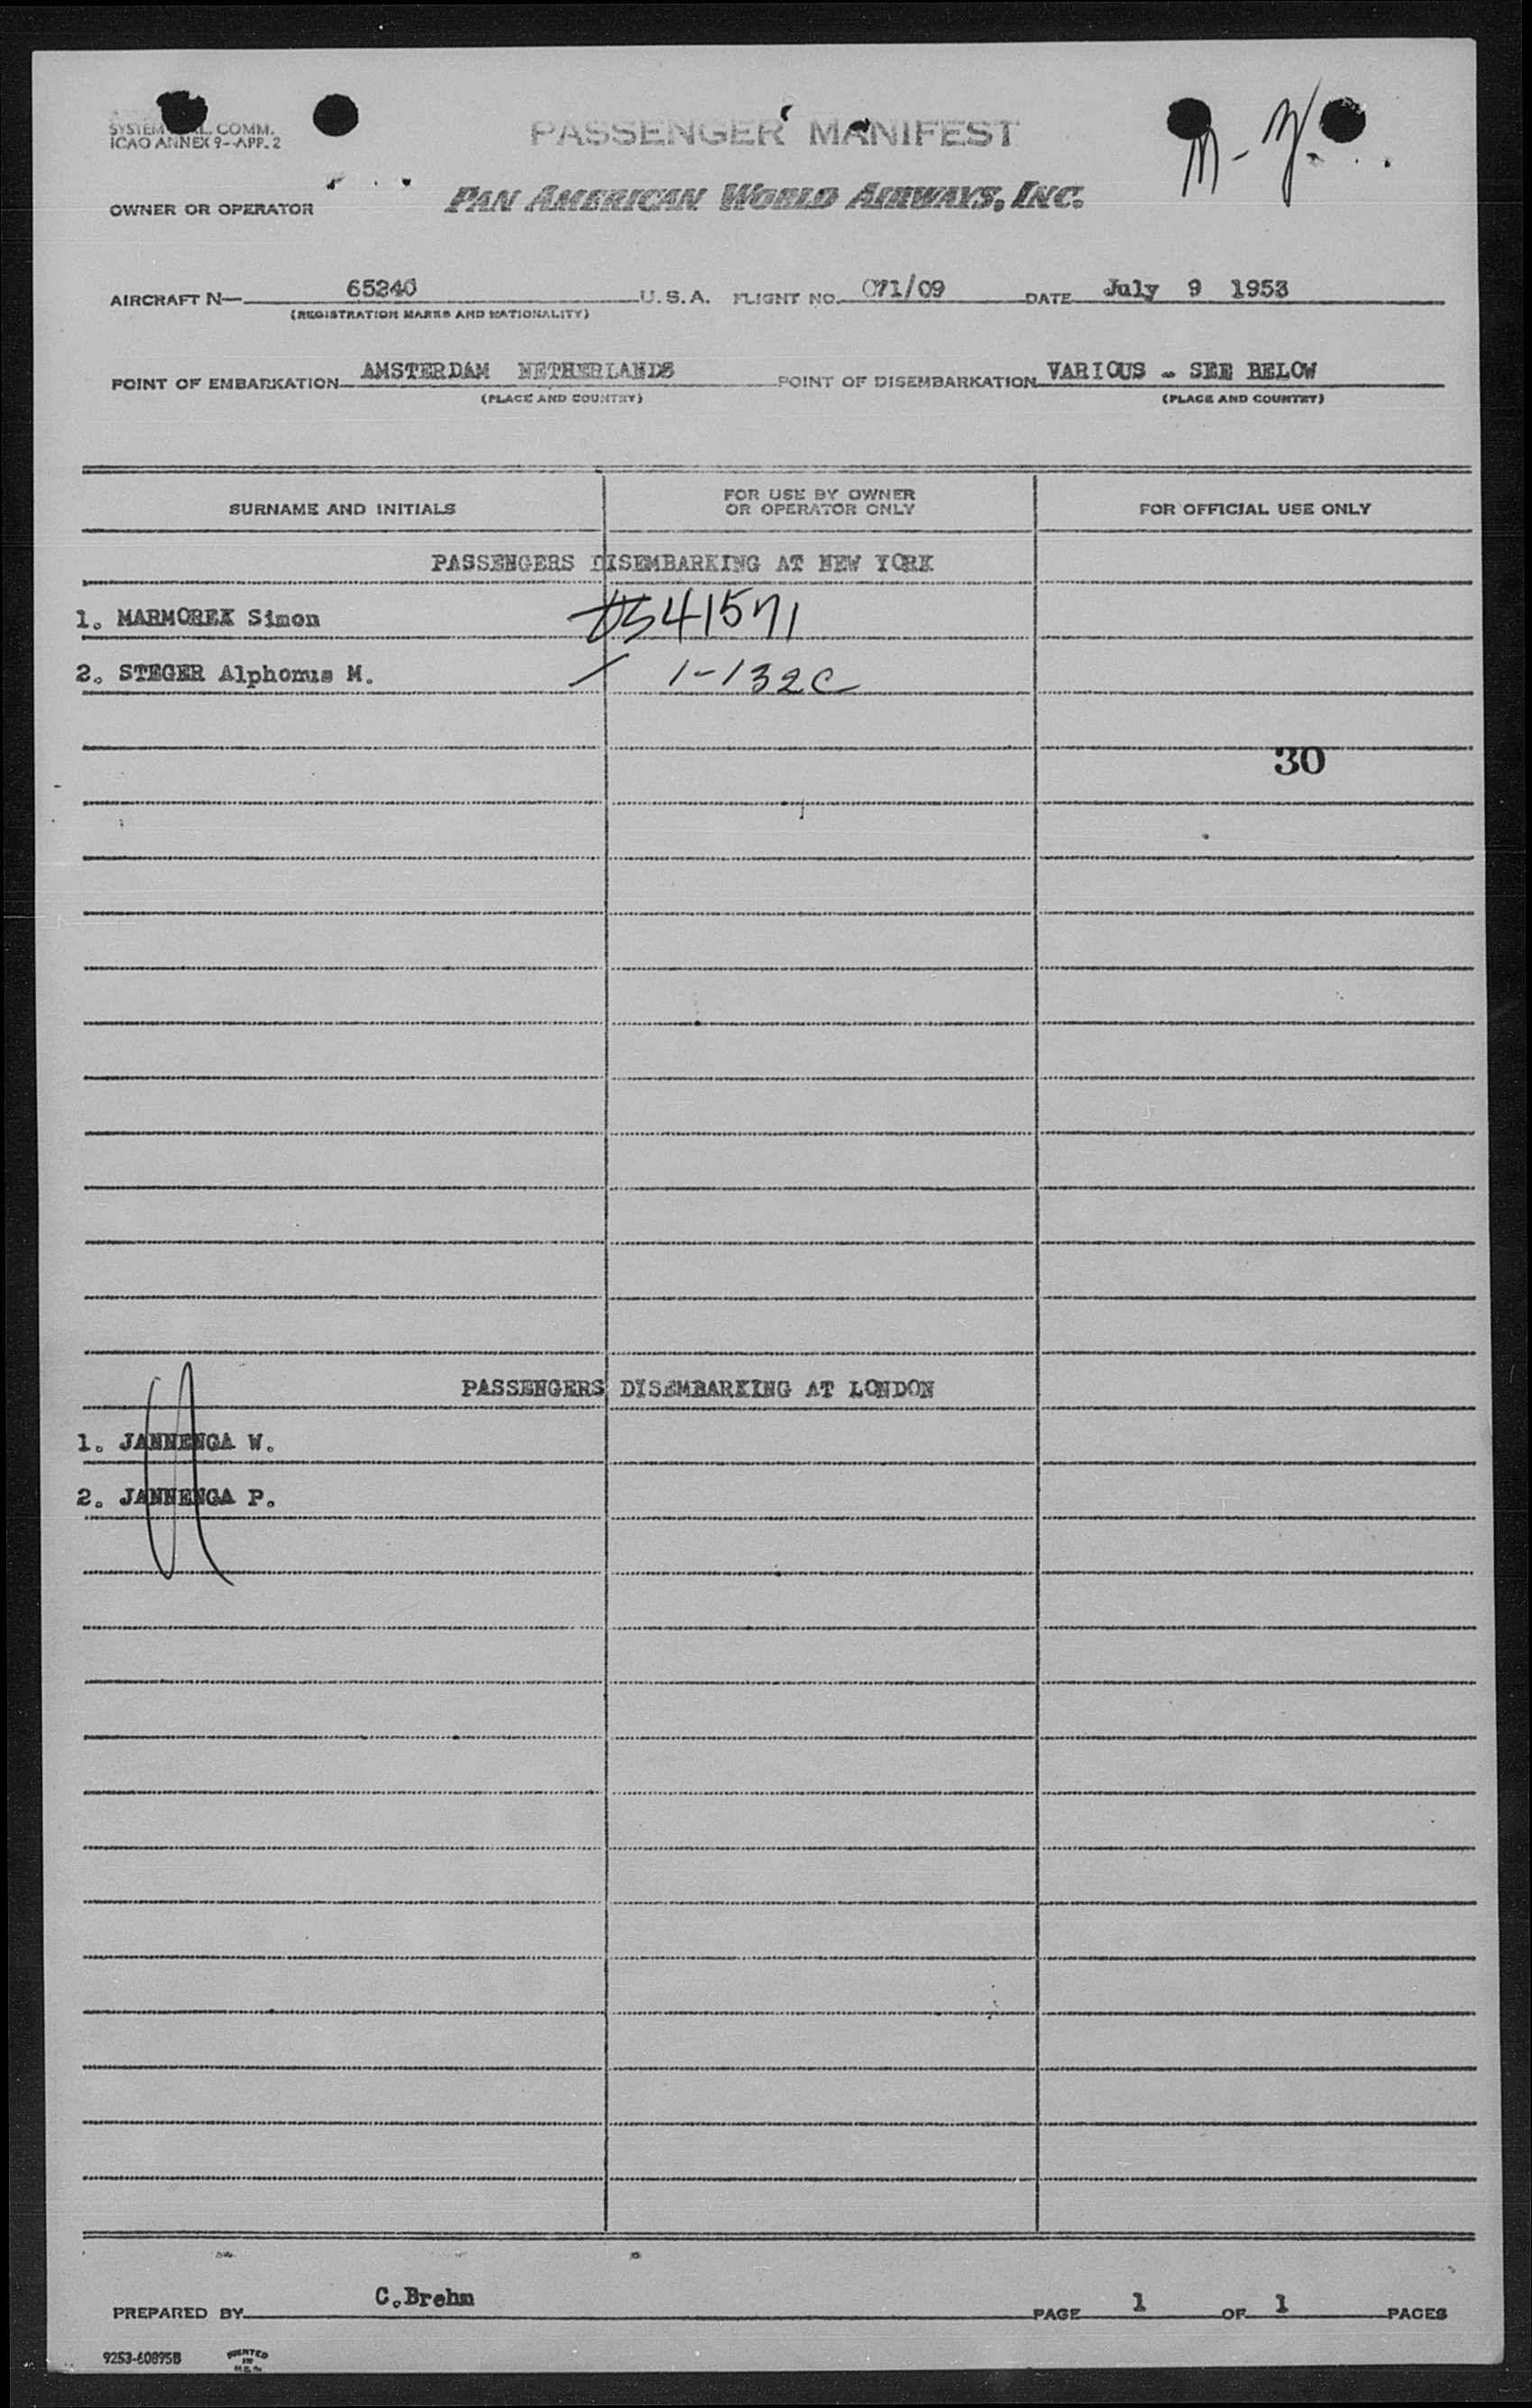 SYSTEM COMM.
ICAO ANNEX 9-APP. 2
PASSENGER MANIFEST
OWNER OR OPERATOR PAN AMERICAN WORLD AIRWAYS, INC.
AIRCRAFT N— 65240 U.S.A. FLIGHT NO. 071/09 DATE July 9 1953
(REGISTRATION MARKS AND NATIONALITY)
POINT OF EMBARKATION AMSTERDAM NETHERLANDS POINT OF DISEMBARKATION VARIOUS - SEE BELOW
(PLACE AND COUNTRY) (PLACE AND COUNTRY)
SURNAME AND INITIALS FOR USE BY OWNER OR OPERATOR ONLY FOR OFFICIAL USE ONLY
PASSENGERS DISEMBARKING AT NEW YORK
1. MARMOREK Simon 541571
2. STEGER Alphonus M. 1-132C
30
PASSENGERS DISEMBARKING AT LONDON
1. JANNENGA W.
2. JANNENGA P.
PREPARED BY C.Brehm PAGE 1 OF 1 PAGES
9253-60895B PRINTED IN U.S.A.